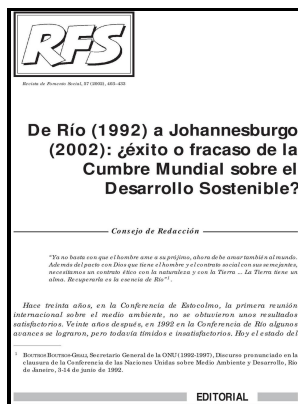 RFS
Revista de Fomento Social, 57 (2002), 403-433
De Río (1992) a Johannesburgo
(2002): ¿éxito o fracaso de la
Cumbre Mundial sobre el
Desarrollo Sostenible?
Consejo de Redacción
"Ya no basta con que el hombre ame a su prójimo, ahora debe amar también al mundo.
Además del pacto con Dios que tiene el hombre y el contrato social con sus semejantes,
necesitamos un contrato ético con la naturaleza y con la Tierra ... La Tierra tiene un
alma. Recuperarla es la esencia de Río"1.
Hace treinta años, en la Conferencia de Estocolmo, la primera reunión
internacional sobre el medio ambiente, no se obtuvieron unos resultados
satisfactorios. Veinte años después, en 1992 en la Conferencia de Río algunos
avances se lograron, pero todavía tímidos e insatisfactorios. Hoy el estado del
1 BOUTROS BOUTROS-GHALI, Secretario General de la ONU (1992-1997), Discurso pronunciado en la
clausura de la Conferencia de las Naciones Unidas sobre Medio Ambiente y Desarrollo, Río
de Janeiro, 3-14 de junio de 1992.
EDITORIAL